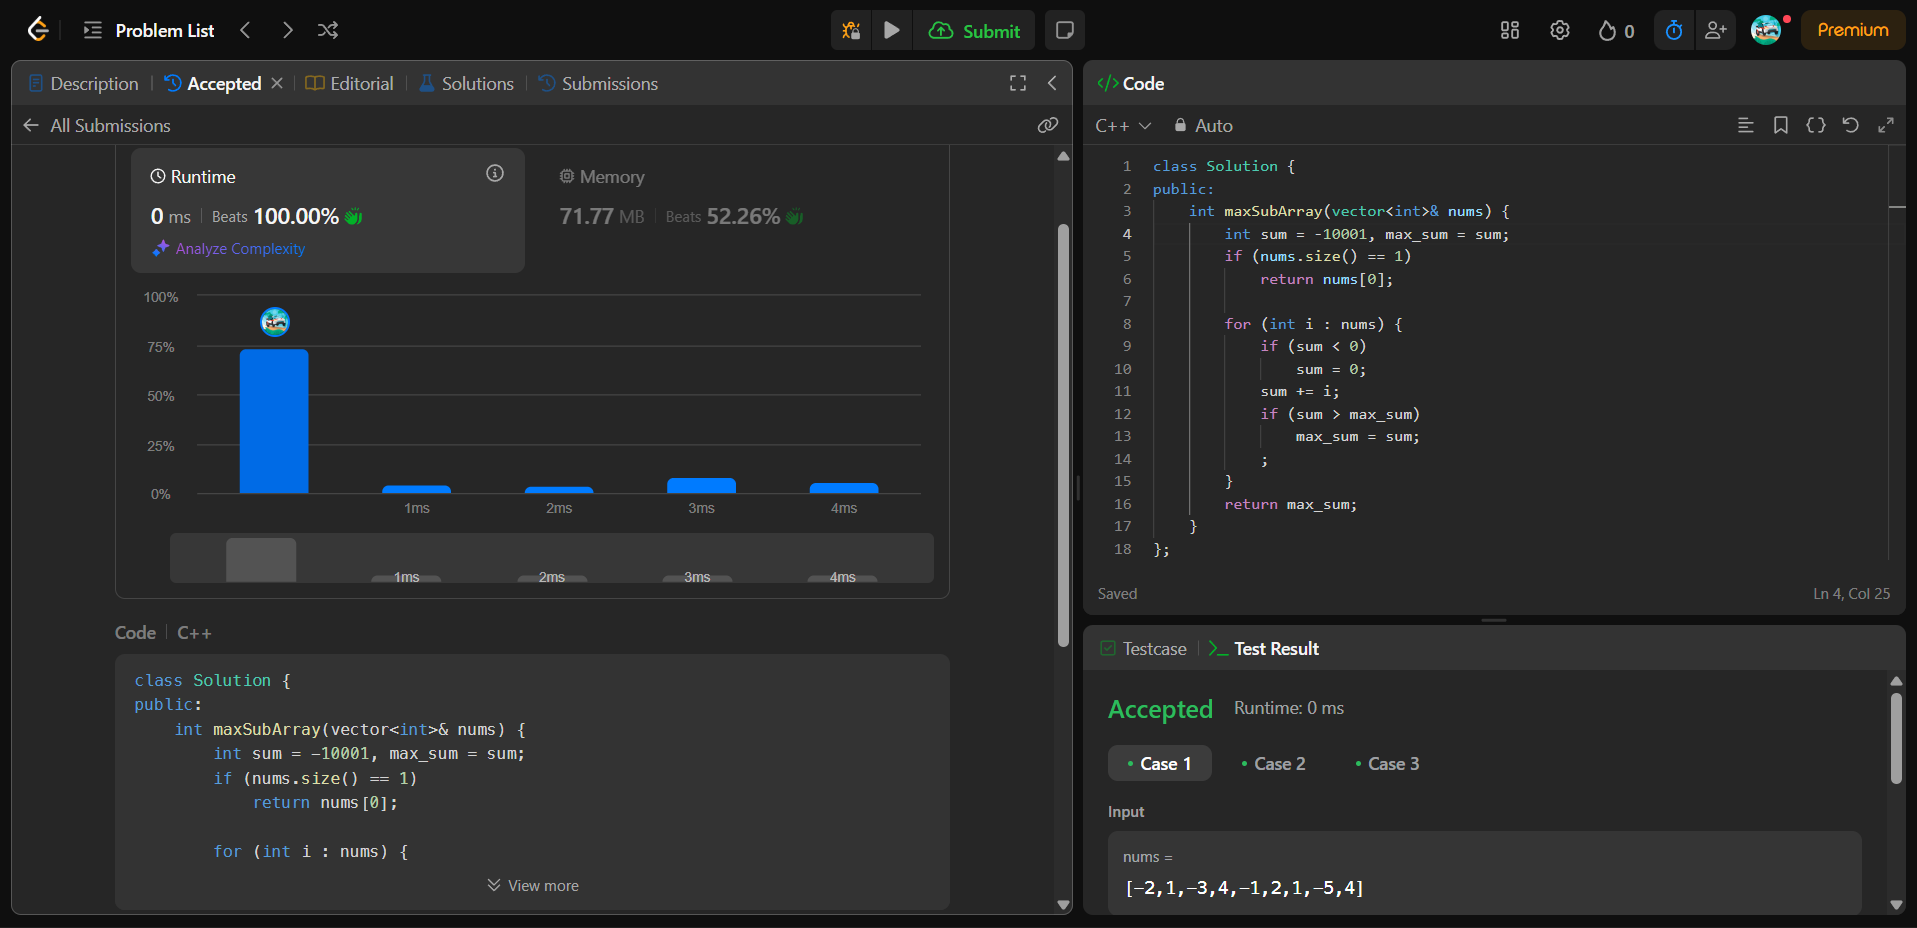 Problem List
Submit
0
Premium
Description
Accepted
Editorial
Solutions
Submissions
All Submissions
Runtime
0 ms
Beats 100.00%
Analyze Complexity
Memory
71.77 MB
Beats 52.26%
100%
75%
50%
25%
0%
1ms 2ms 3ms 4ms
1ms 2ms 3ms 4ms
Code
C++
class Solution {
public:
int maxSubArray(vector<int>& nums) {
int sum = -10001, max_sum = sum;
if (nums.size() == 1)
return nums[0];
for (int i : nums) {
View more
</> Code
C++
Auto
1 class Solution {
2 public:
3 int maxSubArray(vector<int>& nums) {
4 int sum = -10001, max_sum = sum;
5 if (nums.size() == 1)
6 return nums[0];
7
8 for (int i : nums) {
9 if (sum < 0)
10 sum = 0;
11 sum += i;
12 if (sum > max_sum)
13 max_sum = sum;
14 ;
15 }
16 return max_sum;
17 }
18 };
Saved
Ln 4, Col 25
Testcase
Test Result
Accepted
Runtime: 0 ms
Case 1
Case 2
Case 3
Input
nums =
[-2,1,-3,4,-1,2,1,-5,4]